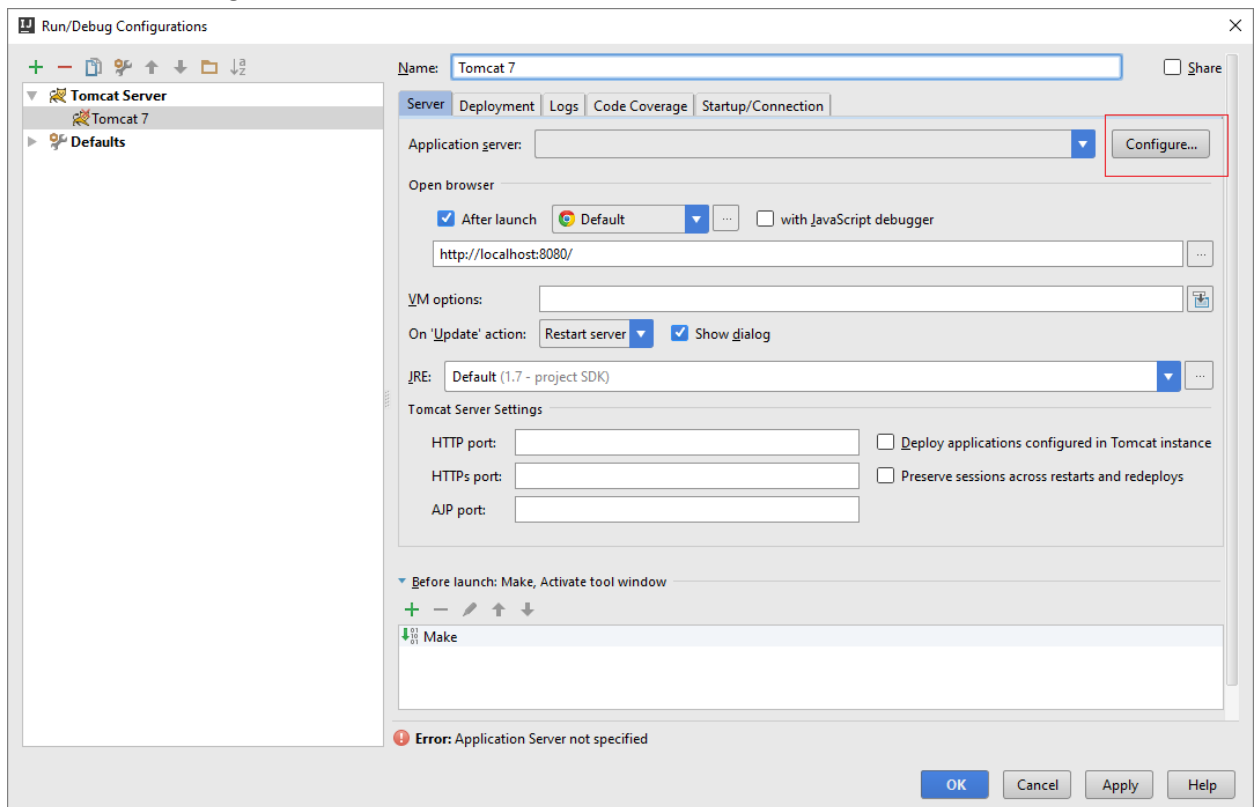 Run/Debug Configurations
Name: Tomcat 7 Share
Tomcat Server
Tomcat 7
Defaults
Server Deployment Logs Code Coverage Startup/Connection
Application server: Configure...
Open browser
After launch Default ... with JavaScript debugger
http://localhost:8080/ ...
VM options:
On 'Update' action: Restart server Show dialog
JRE: Default (1.7 - project SDK) ...
Tomcat Server Settings
HTTP port: Deploy applications configured in Tomcat instance
HTTPs port: Preserve sessions across restarts and redeploys
AJP port:
Before launch: Make, Activate tool window
Make
Error: Application Server not specified
OK Cancel Apply Help